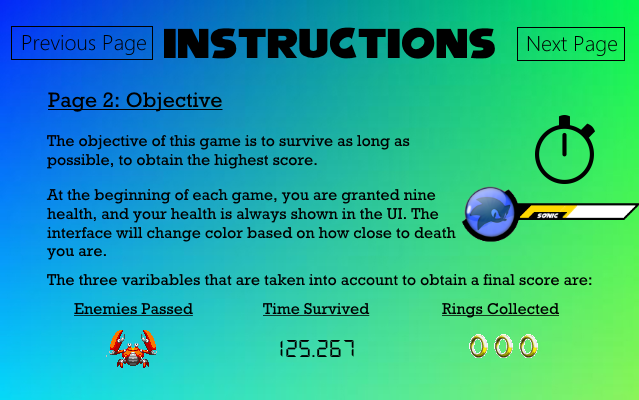 Previous Page
INSTRUCTIONS
Next Page
Page 2: Objective
The objective of this game is to survive as long as
possible, to obtain the highest score.
At the beginning of each game, you are granted nine
health, and your health is always shown in the UI. The
interface will change color based on how close to death
you are.
SONIC
The three varibables that are taken into account to obtain a final score are:
Enemies Passed
Time Survived
Rings Collected
125.267